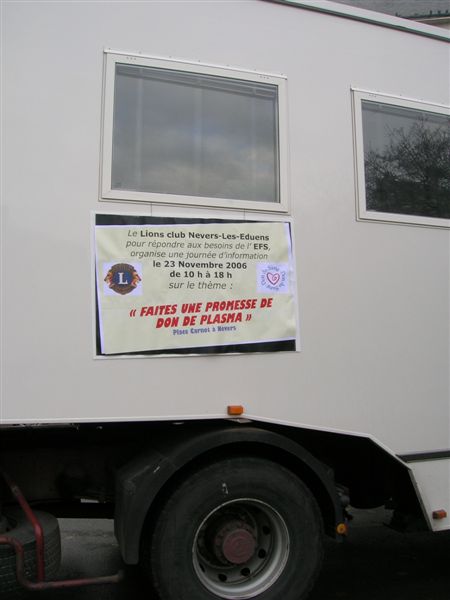 Le Lions club Nevers-Les-Eduens
pour répondre aux besoins de l' EFS,
organise une journée d'information
le 23 Novembre 2006
de 10 h à 18 h
sur le thème :
« FAITES UNE PROMESSE DE
DON DE PLASMA »
Place Carnot à Nevers
L